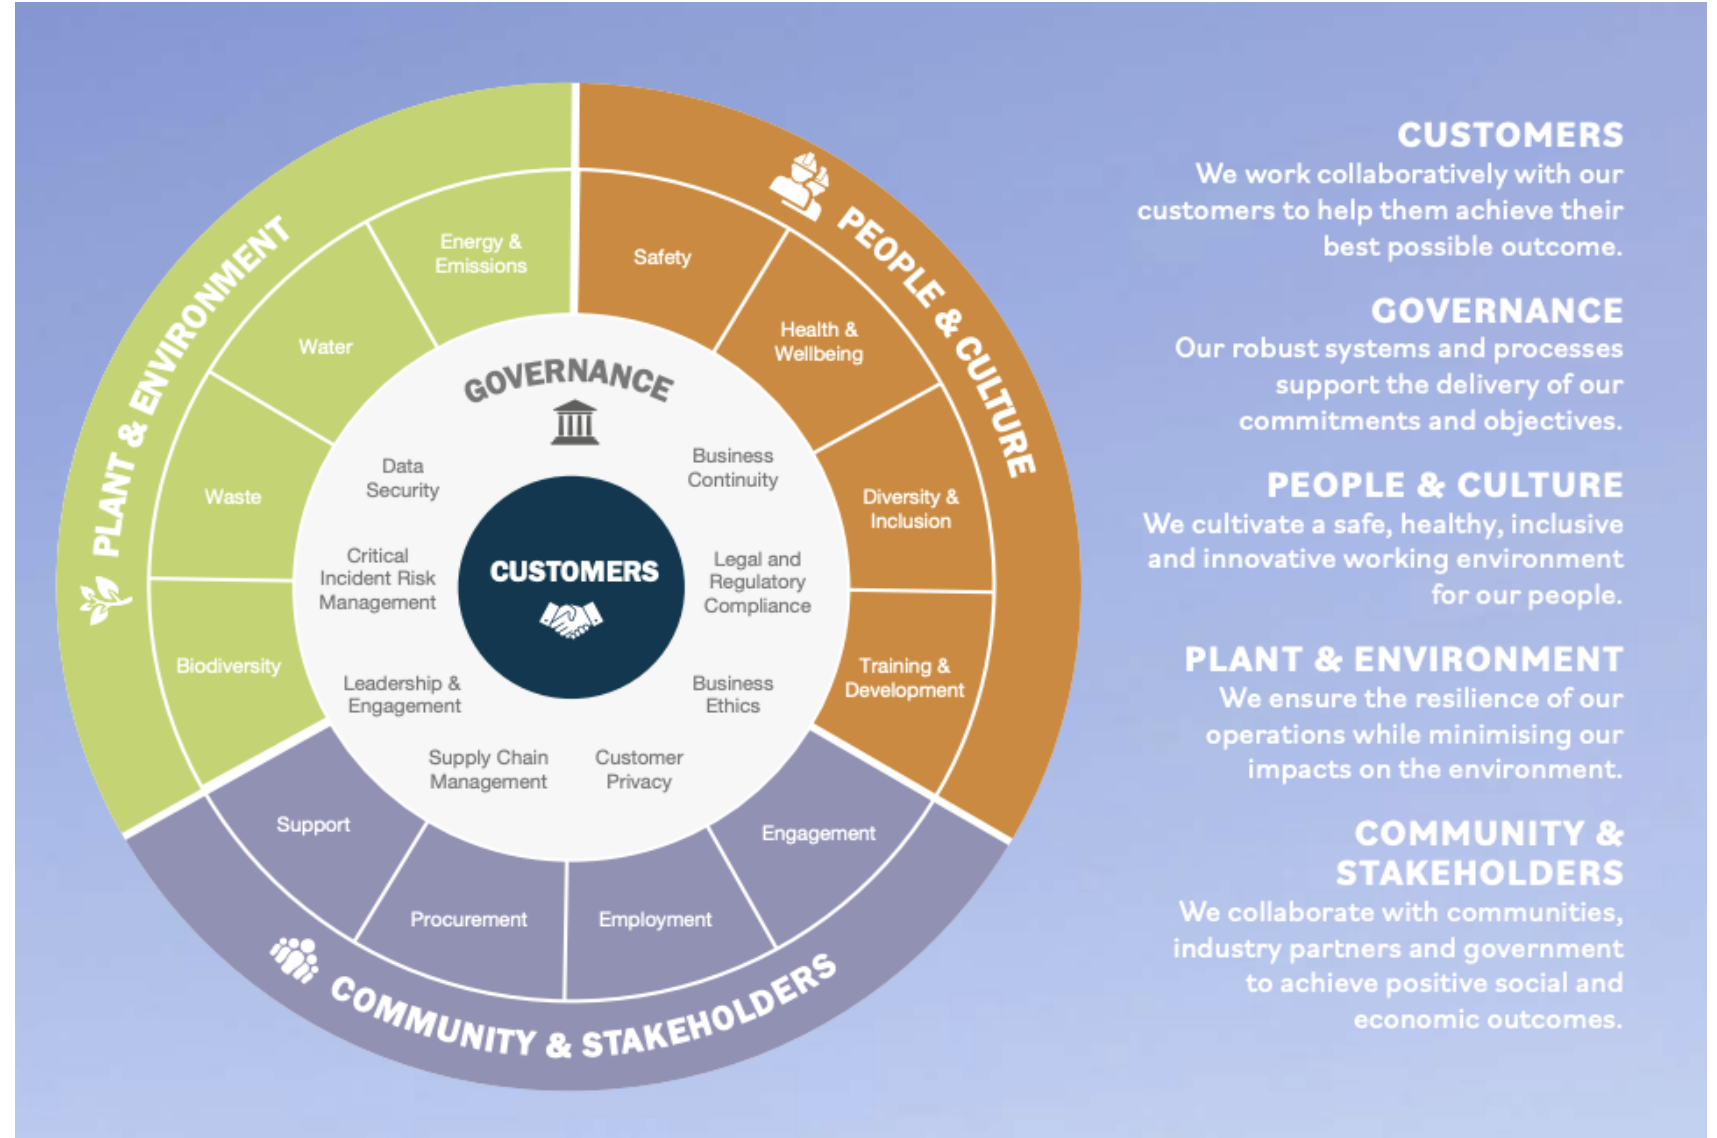 PLANT & ENVIRONMENT
Energy &
Emissions
Water
Waste
Biodiversity
PEOPLE & CULTURE
Safety
Health &
Wellbeing
Diversity &
Inclusion
Training &
Development
COMMUNITY & STAKEHOLDERS
Support
Procurement
Employment
Engagement
GOVERNANCE
Data
Security
Critical
Incident Risk
Management
Leadership &
Engagement
Supply Chain
Management
Customer
Privacy
Business
Ethics
Legal and
Regulatory
Compliance
Business
Continuity
CUSTOMERS
CUSTOMERS
We work collaboratively with our
customers to help them achieve their
best possible outcome.
GOVERNANCE
Our robust systems and processes
support the delivery of our
commitments and objectives.
PEOPLE & CULTURE
We cultivate a safe, healthy, inclusive
and innovative working environment
for our people.
PLANT & ENVIRONMENT
We ensure the resilience of our
operations while minimising our
impacts on the environment.
COMMUNITY &
STAKEHOLDERS
We collaborate with communities,
industry partners and government
to achieve positive social and
economic outcomes.